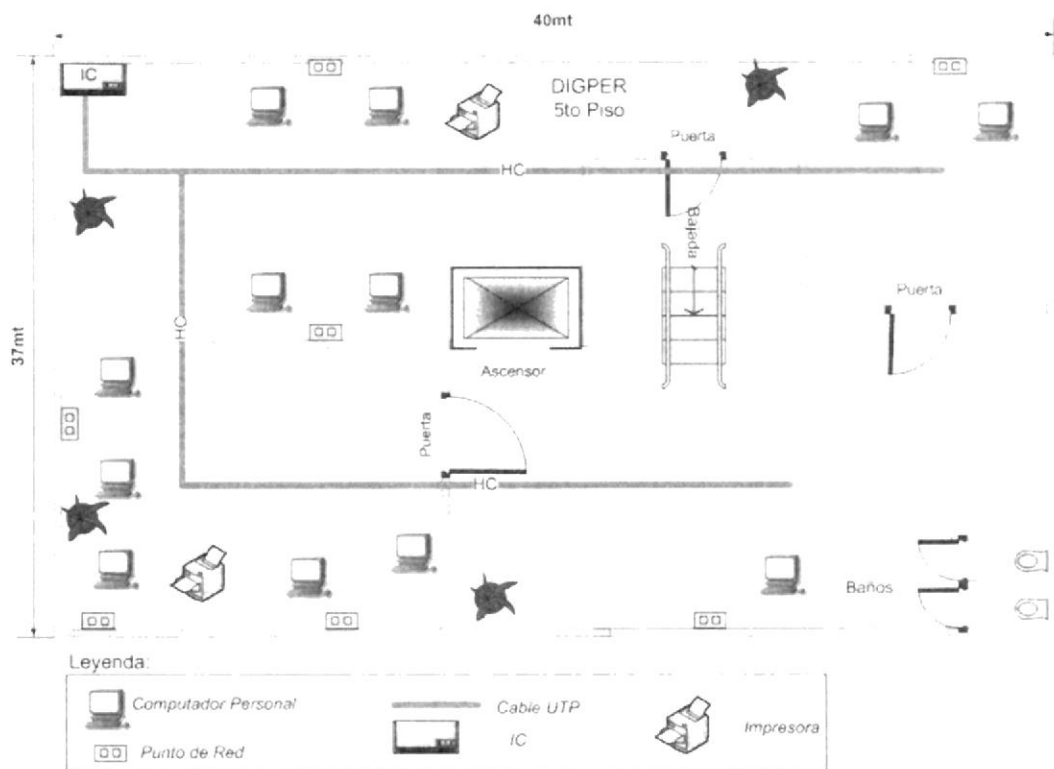 40mt
IC
DIGPER
5to Piso
Puerta
HC
Bajada
Puerta
HC
37mt
Ascensor
Puerta
HC
Baños
Leyenda:
Computador Personal
Cable UTP
Impresora
IC
Punto de Red